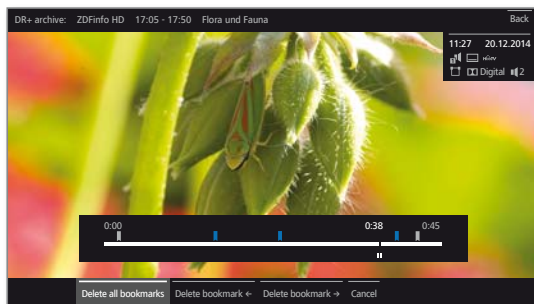 DR+ archive: ZDFinfo HD 17:05 - 17:50 Flora und Fauna Back
11:27 20.12.2014
Digital 2
0:00 0:38 0:45
Delete all bookmarks Delete bookmark ← Delete bookmark → Cancel